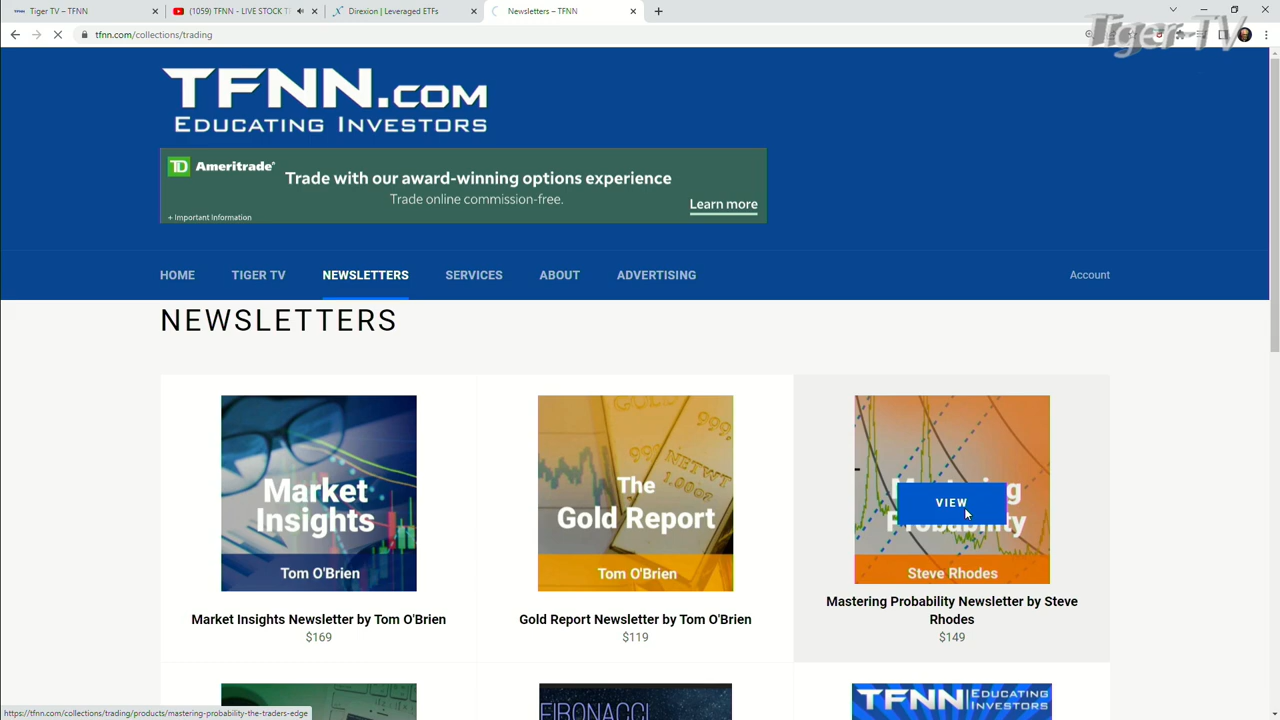 Tiger TV – TFNN
(1059) TFNN - LIVE STOCK T
Direxion | Leveraged ETFs
Newsletters – TFNN
tfnn.com/collections/trading
Tiger TV
TFNN.COM
EDUCATING INVESTORS
TD Ameritrade
Trade with our award-winning options experience
Trade online commission-free.
Learn more
+ Important Information
HOME TIGER TV NEWSLETTERS SERVICES ABOUT ADVERTISING Account
NEWSLETTERS
Market
Insights
Tom O'Brien
The
Gold Report
Tom O'Brien
Mastering
VIEW
Probability
Steve Rhodes
Market Insights Newsletter by Tom O'Brien
$169
Gold Report Newsletter by Tom O'Brien
$119
Mastering Probability Newsletter by Steve
Rhodes
$149
FIBONACCI
TFNN EDUCATING
INVESTORS
https://tfnn.com/collections/trading/products/mastering-probability-the-traders-edge